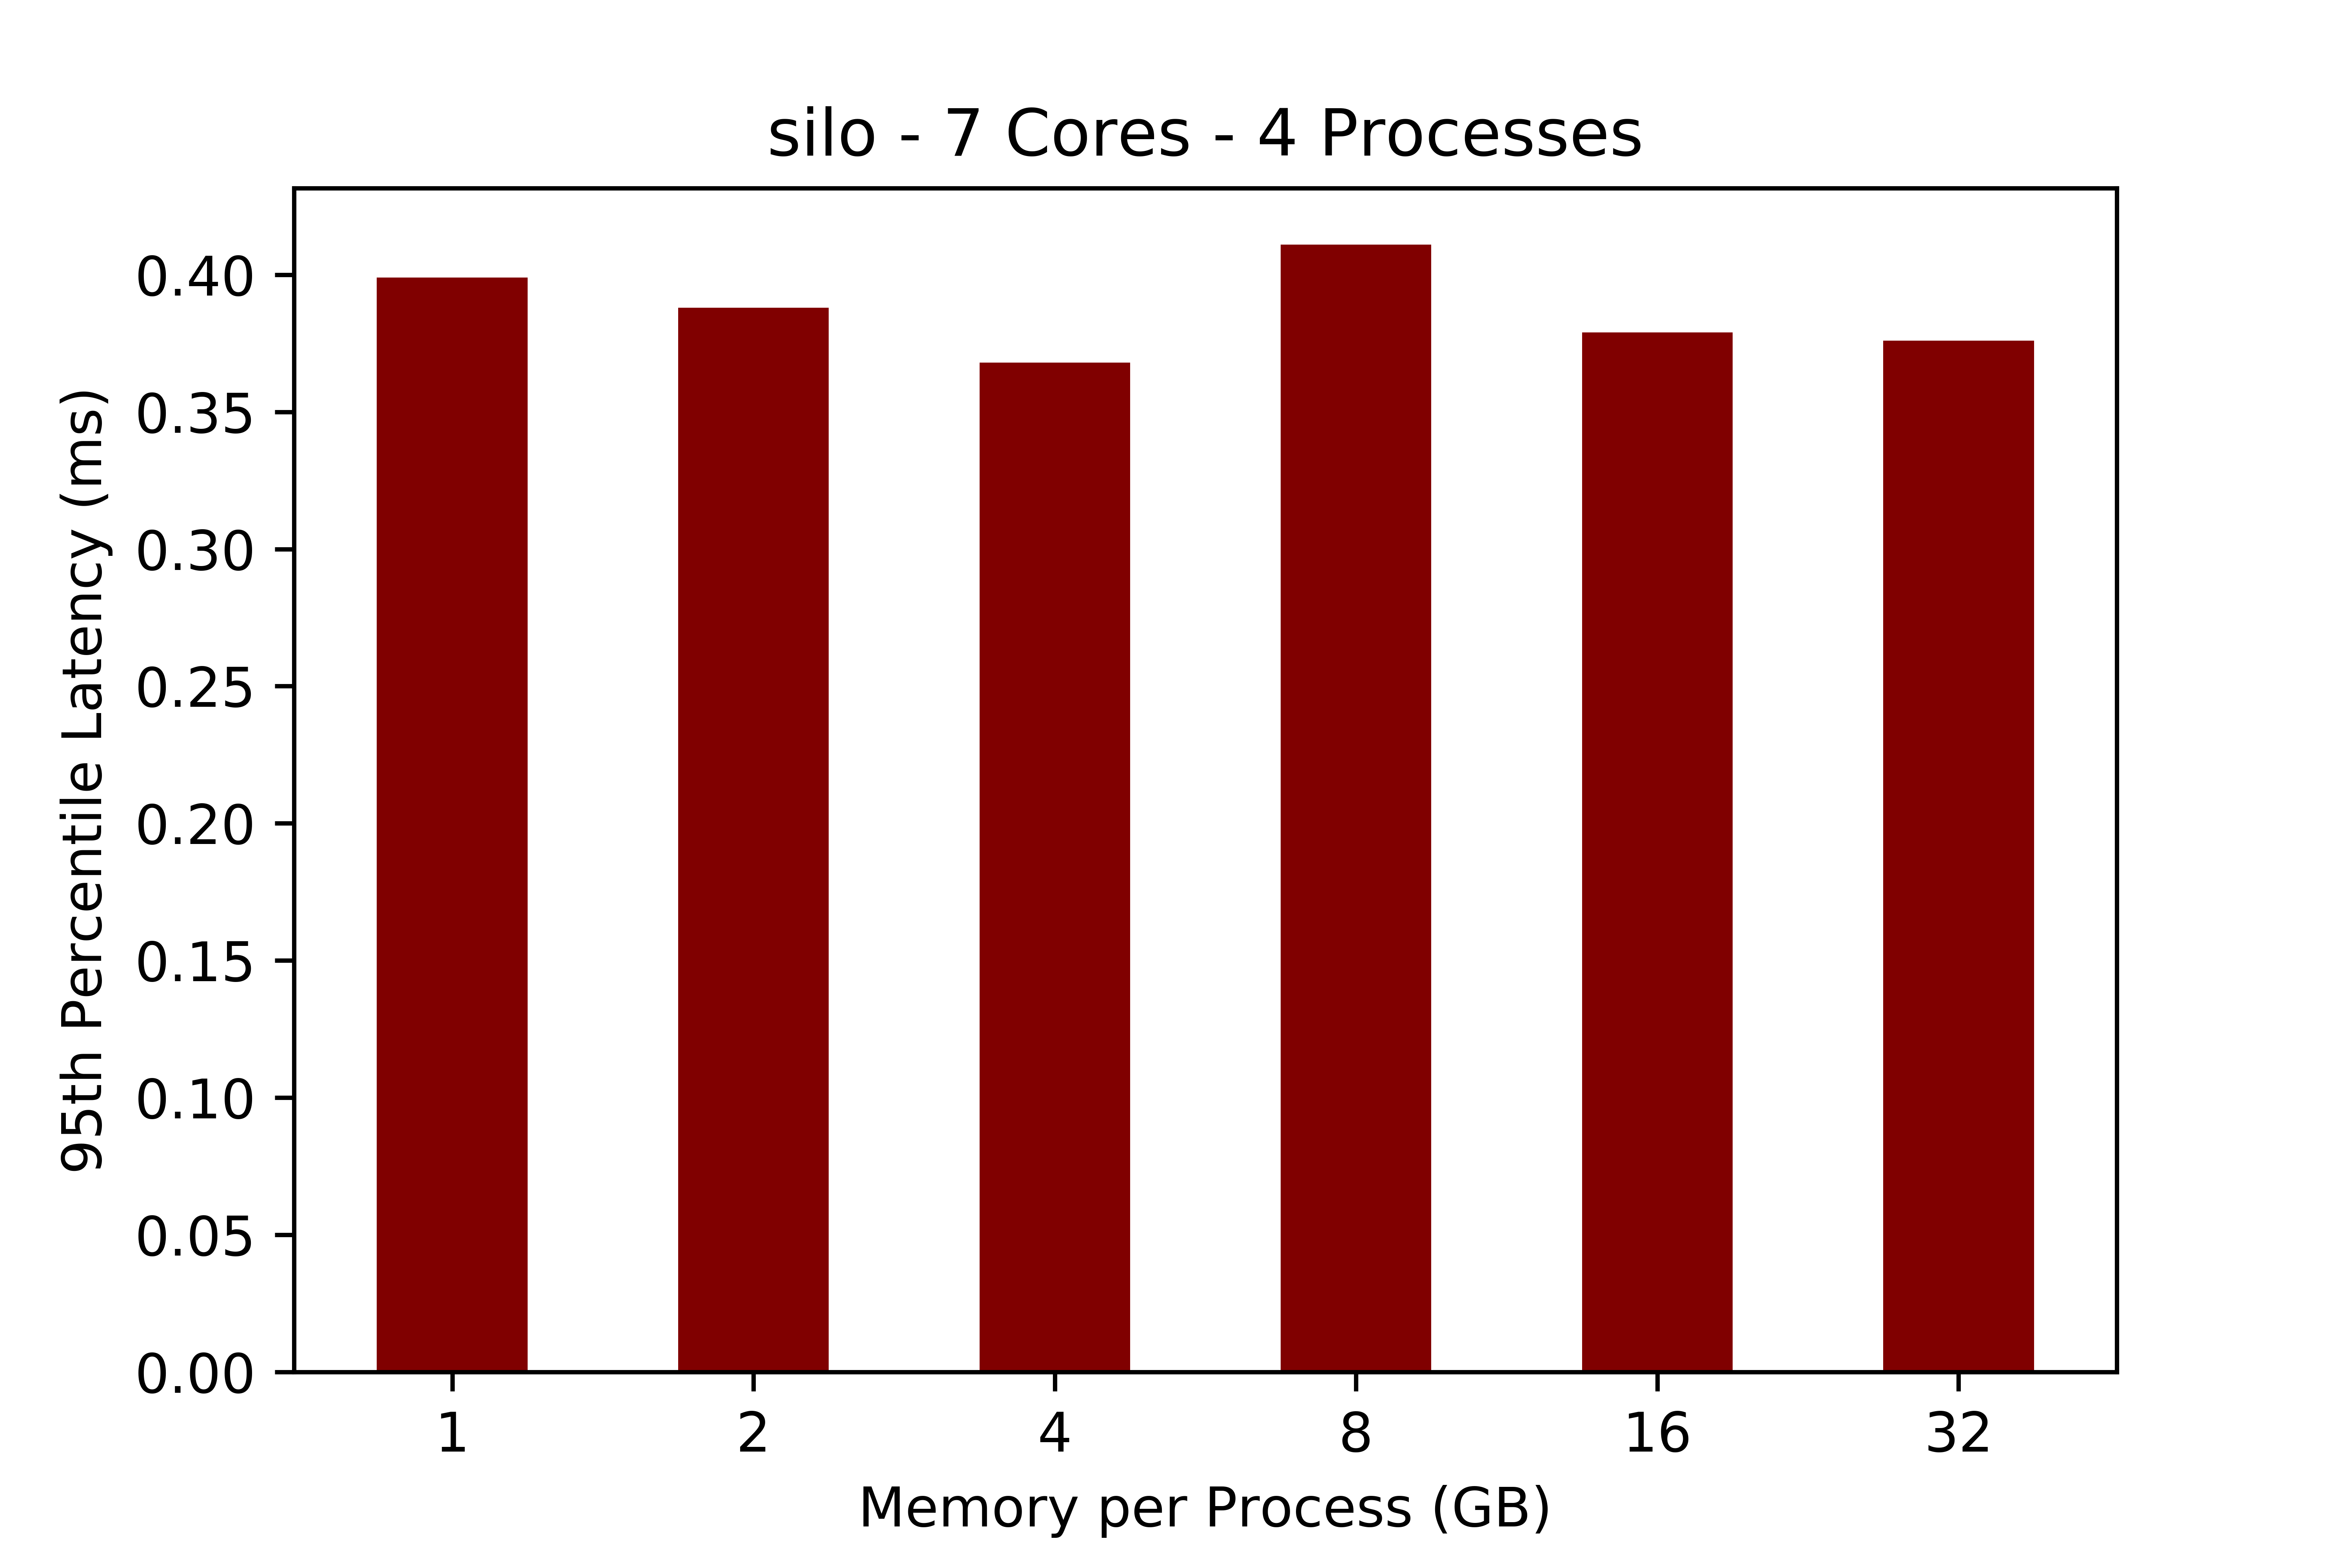 silo - 7 Cores - 4 Processes
95th Percentile Latency (ms)
0.40
0.35
0.30
0.25
0.20
0.15
0.10
0.05
0.00
1 2 4 8 16 32
Memory per Process (GB)